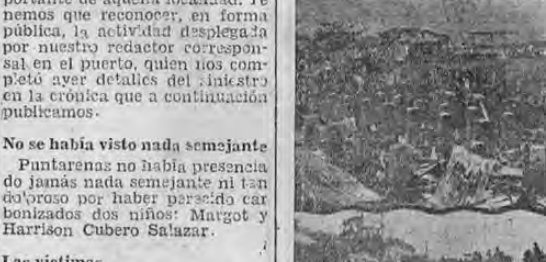 portante de aquella localidad. Te
nemos que reconocer, en forma
pública, la actividad desplegada
por nuestro redactor correspon-
sal en el puerto, quien nos com-
pletó ayer detalles del siniestro
en la crónica que a continuación
publicamos.
No se había visto nada semejante
Puntarenas no había presencia
do jamás nada semejante ni tan
doloroso por haber perecido car
bonizados dos niños: Margot y
Harrison Cubero Salazar.
Las víctimas